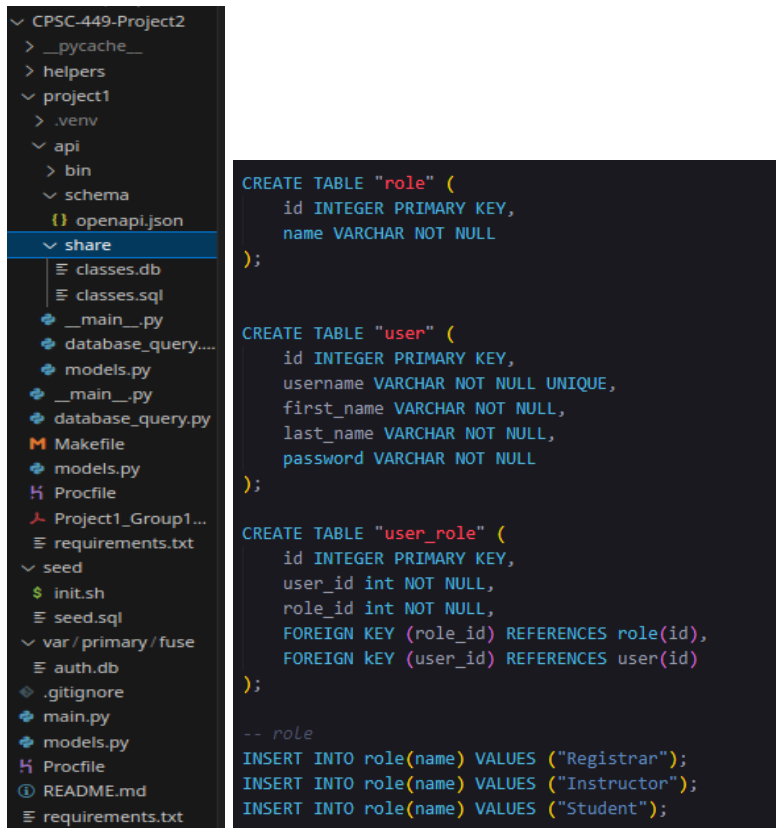 CPSC-449-Project2
__pycache__
helpers
project1
.venv
api
bin
schema
openapi.json
share
classes.db
classes.sql
__main__.py
database_query....
models.py
__main__.py
database_query.py
Makefile
models.py
Procfile
Project1_Group1...
requirements.txt
seed
init.sh
seed.sql
var/primary/fuse
auth.db
.gitignore
main.py
models.py
Procfile
README.md
requirements.txt
CREATE TABLE "role" (
id INTEGER PRIMARY KEY,
name VARCHAR NOT NULL
);
CREATE TABLE "user" (
id INTEGER PRIMARY KEY,
username VARCHAR NOT NULL UNIQUE,
first_name VARCHAR NOT NULL,
last_name VARCHAR NOT NULL,
password VARCHAR NOT NULL
);
CREATE TABLE "user_role" (
id INTEGER PRIMARY KEY,
user_id int NOT NULL,
role_id int NOT NULL,
FOREIGN KEY (role_id) REFERENCES role(id),
FOREIGN kEY (user_id) REFERENCES user(id)
);
-- role
INSERT INTO role(name) VALUES ("Registrar");
INSERT INTO role(name) VALUES ("Instructor");
INSERT INTO role(name) VALUES ("Student");